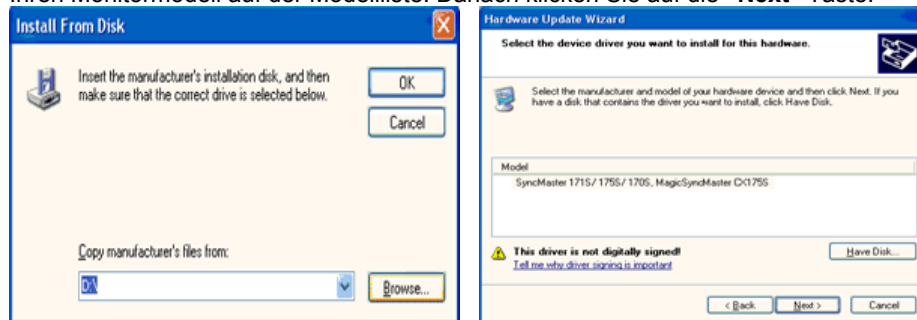 Ihren Monitormodell auf der Modellliste. Danach klicken Sie auf die "Next" Taste.
Install From Disk
Insert the manufacturer's installation disk, and then
make sure that the correct drive is selected below.
OK
Cancel
Copy manufacturer's files from:
D:\
Browse...
Hardware Update Wizard
Select the device driver you want to install for this hardware.
Select the manufacturer and model of your hardware device and then click Next. If you
have a disk that contains the driver you want to install, click Have Disk.
Model
SyncMaster 171S/ 175S/ 170S, MagicSyncMaster CX175S
This driver is not digitally signed!
Tell me why driver signing is important
Have Disk...
< Back
Next >
Cancel